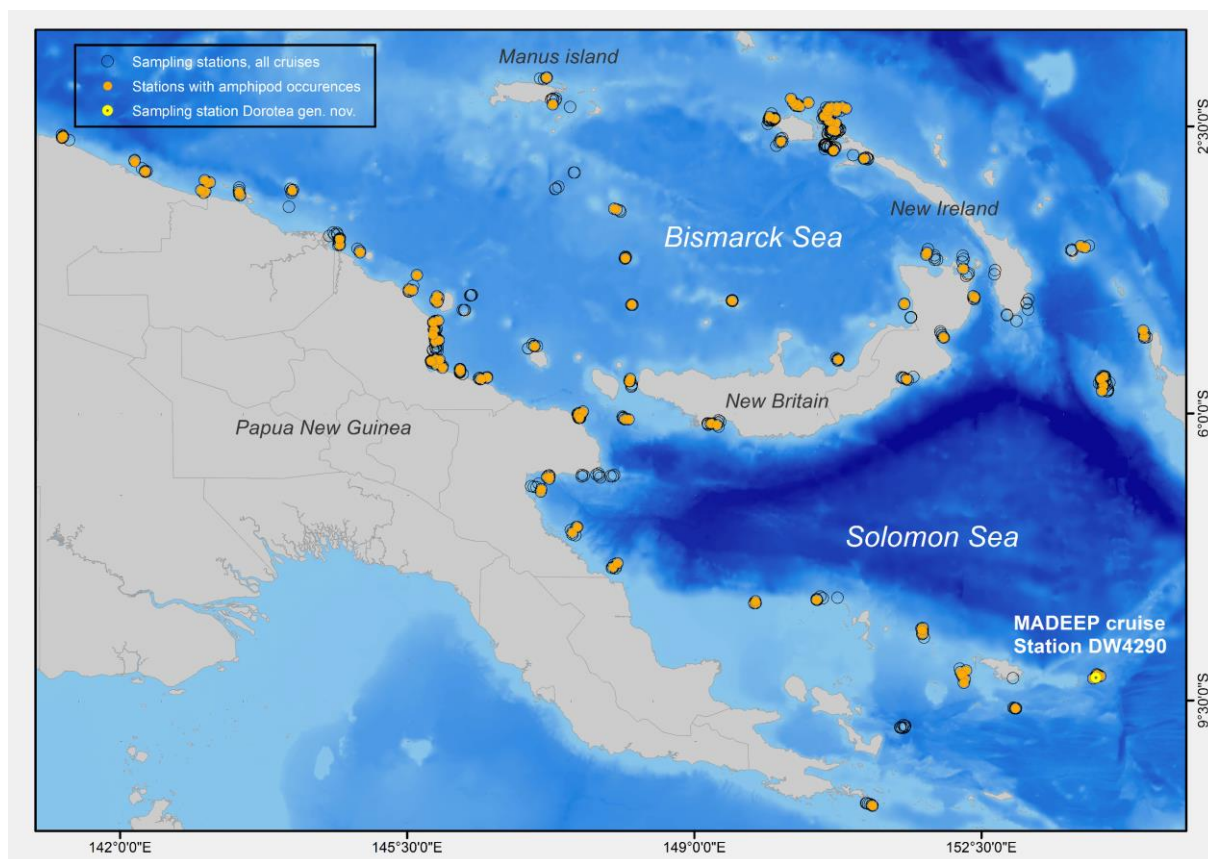 Manus island
Sampling stations, all cruises
Stations with amphipod occurences
Sampling station Dorotea gen. nov.
2°30'0"S
New Ireland
Bismarck Sea
New Britain
Papua New Guinea
6°0'0"S
Solomon Sea
MADEEP cruise
Station DW4290
9°30'0"S
142°0'0"E
145°30'0"E
149°0'0"E
152°30'0"E